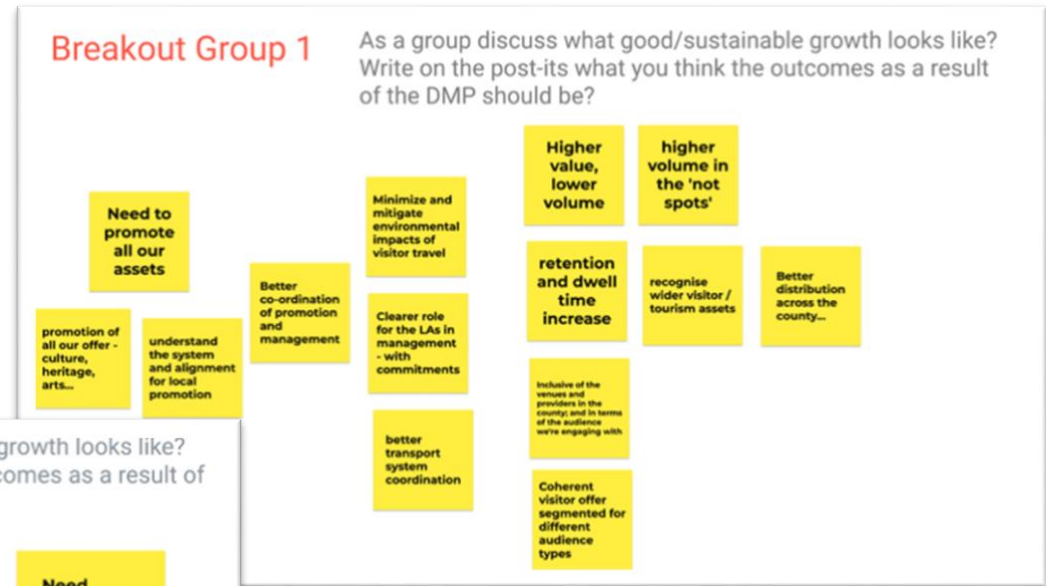 Breakout Group 1
As a group discuss what good/sustainable growth looks like?
Write on the post-its what you think the outcomes as a result
of the DMP should be?
Need to
promote
all our
assets
promotion of
all our offer -
culture,
heritage,
arts...
understand
the system
and alignment
for local
promotion
Better
co-ordination
of promotion
and
management
Minimize and
mitigate
environmental
impacts of
visitor travel
Clearer role
for the LAs in
management
- with
commitments
better
transport
system
coordination
Higher
value,
lower
volume
higher
volume in
the 'not
spots'
retention
and dwell
time
increase
recognise
wider visitor /
tourism assets
Better
distribution
across the
county...
Inclusive of the
venues and
providers in the
county; and in terms
of the audience
we're engaging with
Coherent
visitor offer
segmented for
different
audience
types
growth looks like?
comes as a result of
Need